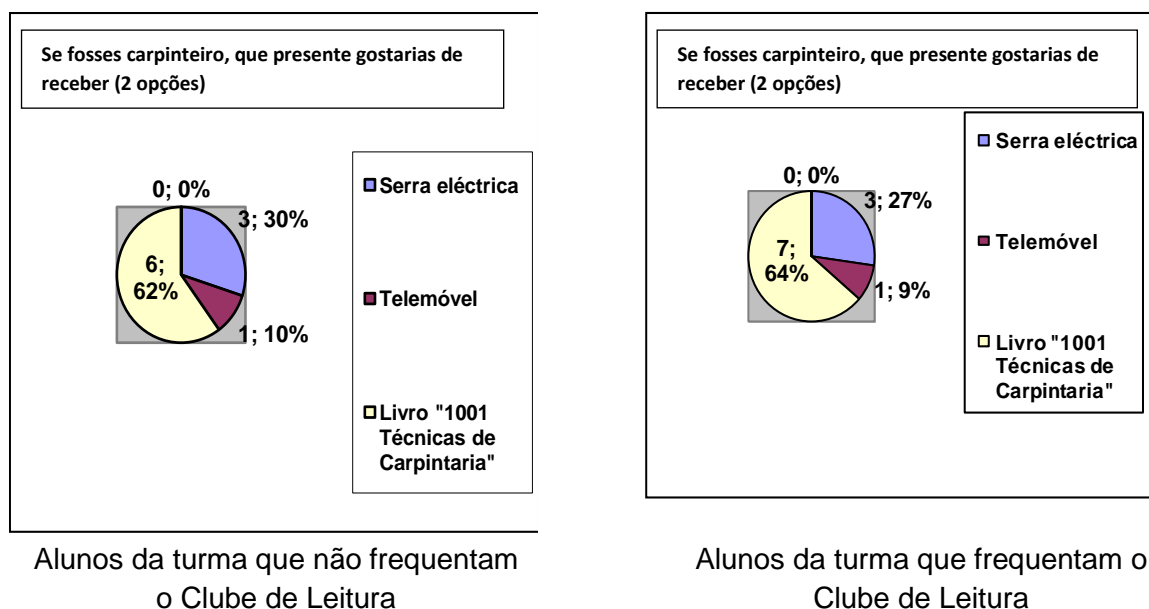 Se fosses carpinteiro, que presente gostarias de
receber (2 opções)
0; 0%
3; 30%
6;
62%
1; 10%
Serra eléctrica
Telemóvel
Livro "1001
Técnicas de
Carpintaria"
Alunos da turma que não frequentam
o Clube de Leitura
Se fosses carpinteiro, que presente gostarias de
receber (2 opções)
0; 0%
3; 27%
7;
64%
1; 9%
Serra eléctrica
Telemóvel
Livro "1001
Técnicas de
Carpintaria"
Alunos da turma que frequentam o
Clube de Leitura